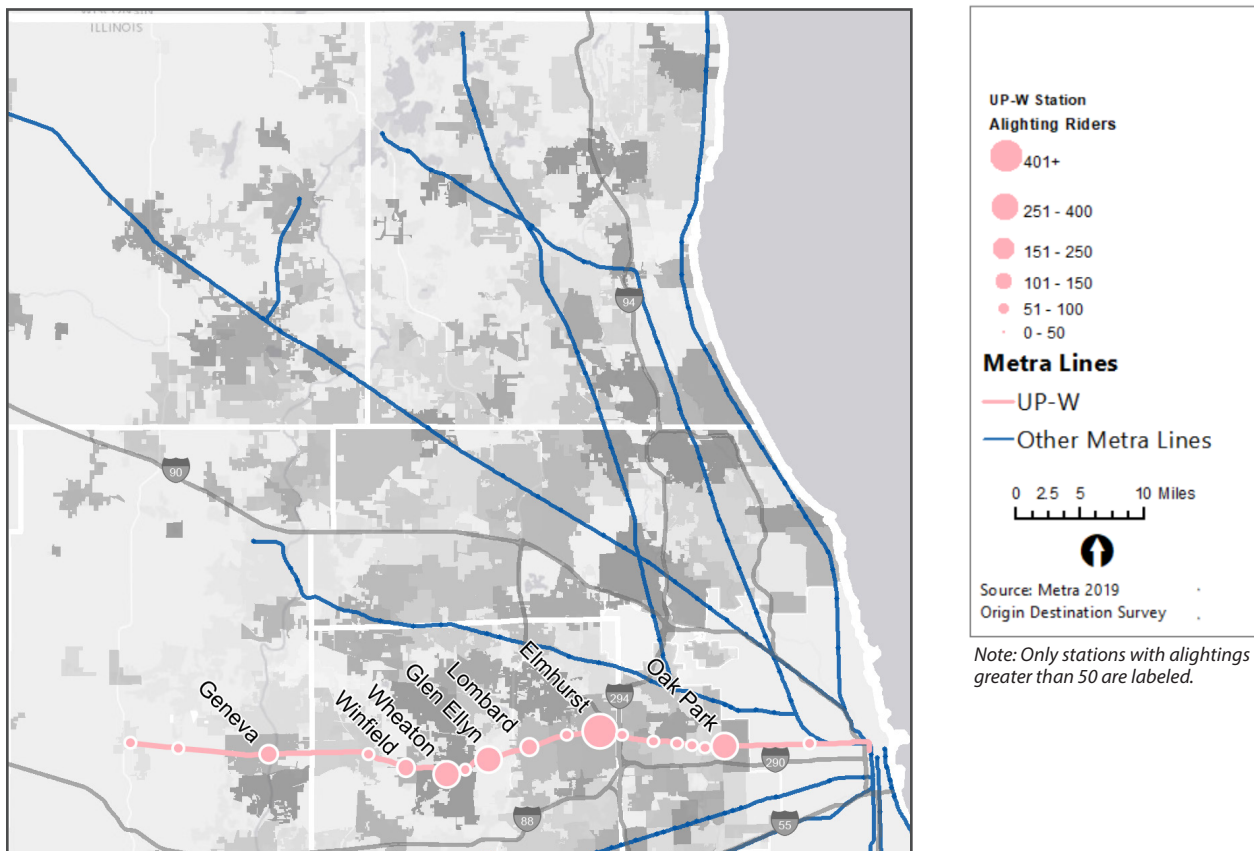 WISCONSIN
ILLINOIS
94
90
Geneva
Winfield
Wheaton
Glen Ellyn
Lombard
Elmhurst
294
Oak Park
290
88
55
UP-W Station
Alighting Riders
401+
251 - 400
151 - 250
101 - 150
51 - 100
0 - 50
Metra Lines
UP-W
Other Metra Lines
0 2.5 5 10 Miles
Source: Metra 2019
Origin Destination Survey
Note: Only stations with alightings
greater than 50 are labeled.